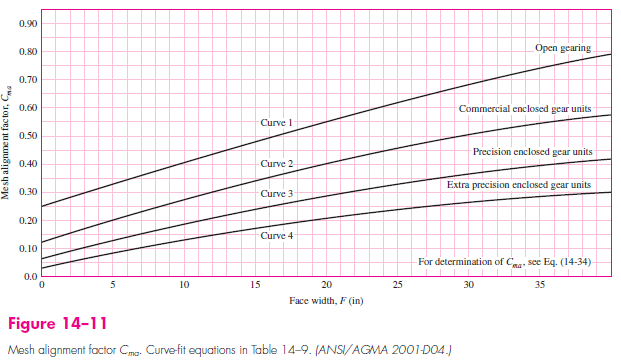 0.90
0.80
0.70
0.60
0.50
0.40
0.30
0.20
0.10
0.0
Mesh alignment factor, Cma
Open gearing
Commercial enclosed gear units
Curve 1
Precision enclosed gear units
Curve 2
Extra precision enclosed gear units
Curve 3
Curve 4
For determination of Cma, see Eq. (14-34)
0 5 10 15 20 25 30 35
Face width, F (in)
Figure 14–11
Mesh alignment factor Cma. Curve-fit equations in Table 14–9. (ANSI/AGMA 2001-D04.)